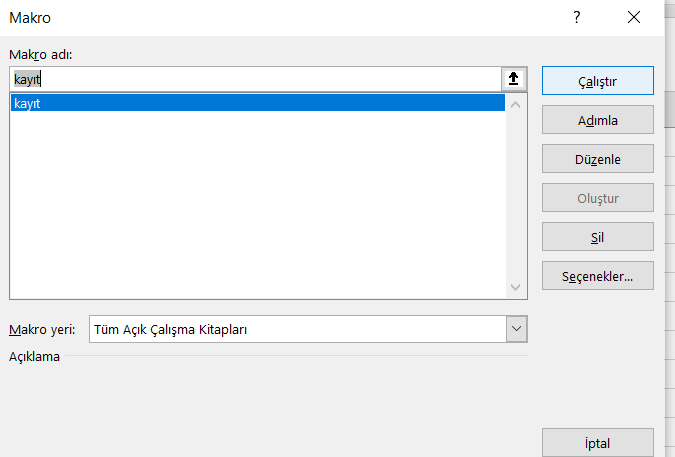 Makro
?
Makro adı:
kayıt
kayıt
Çalıştır
Adımla
Düzenle
Oluştur
Sil
Seçenekler...
Makro yeri:
Tüm Açık Çalışma Kitapları
Açıklama
İptal